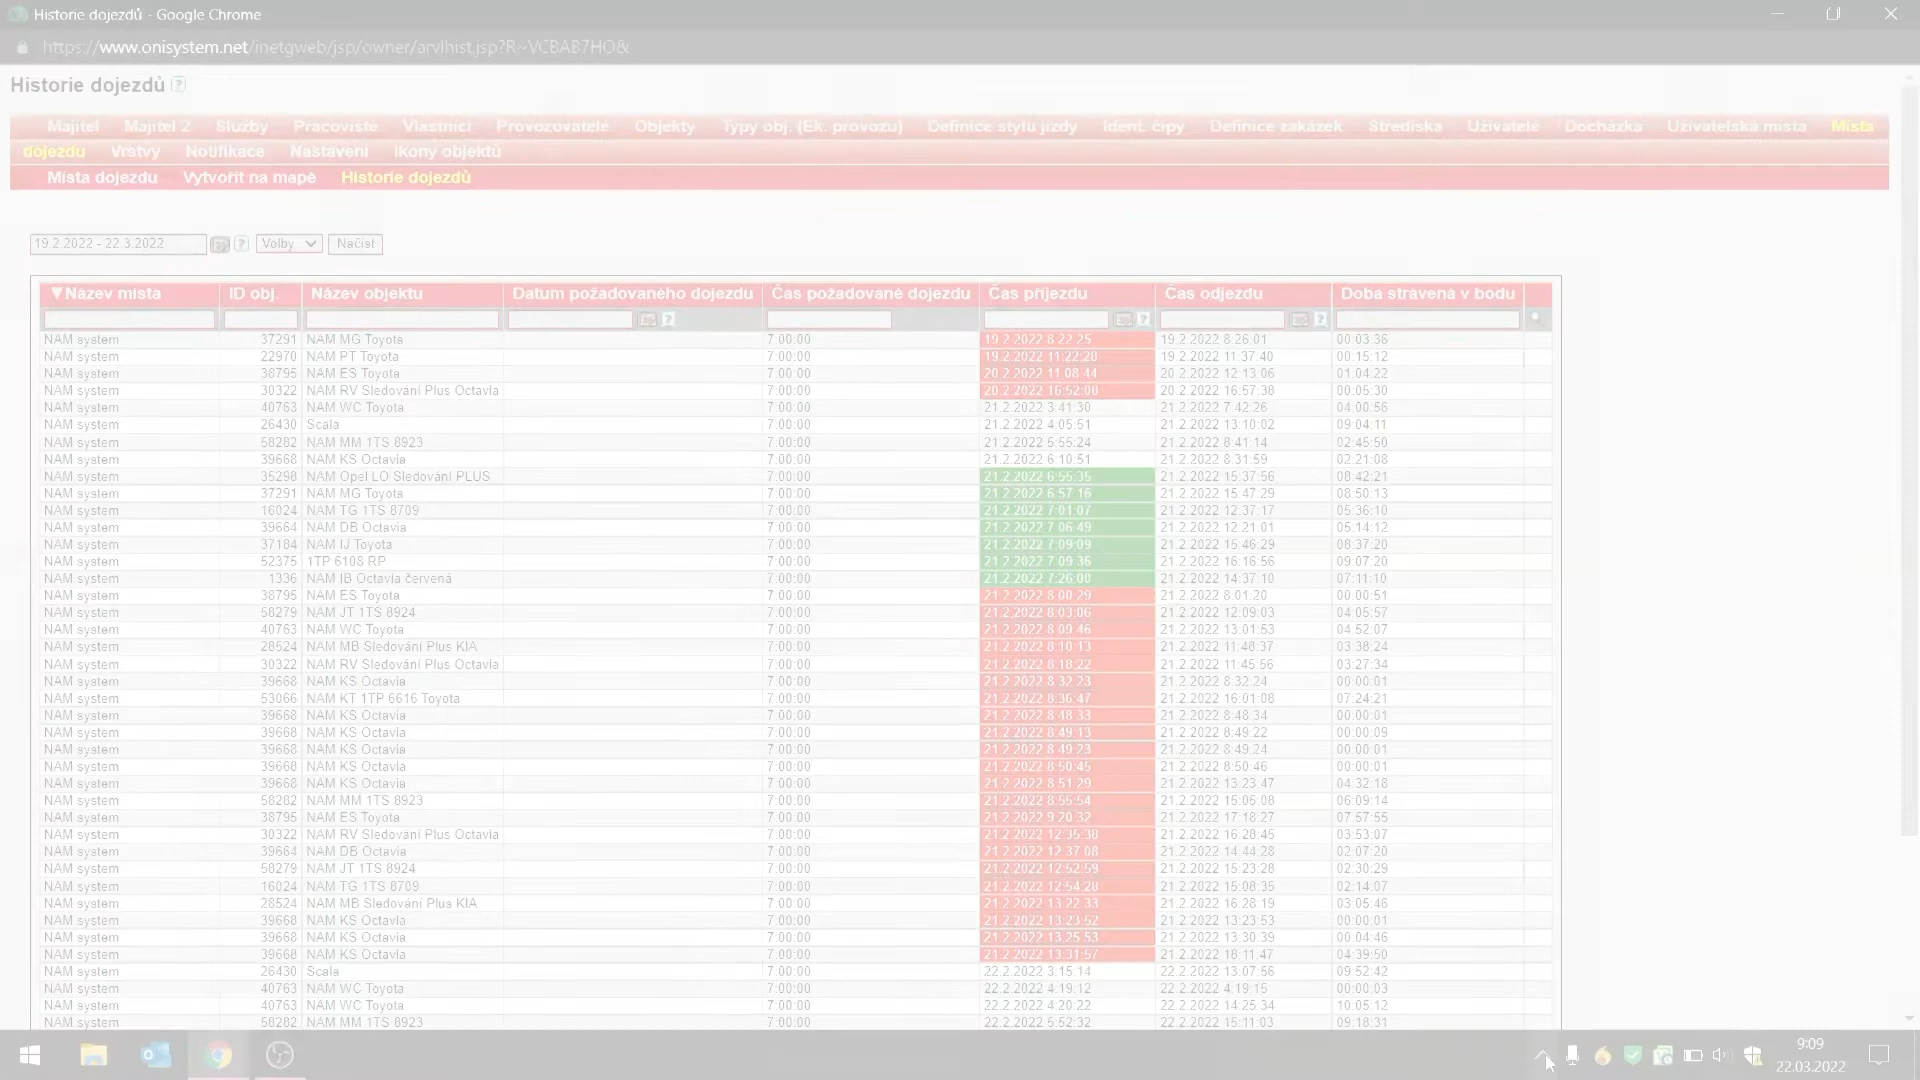 Historie dojezdů - Google Chrome
https://www.onisystem.net/inetgweb/jsp/owner/arvlhist.jsp?R~VCBAB7HO&
Historie dojezdů ?
Majitel Majitel 2 Služby Pracoviště Vlastníci Provozovatelé Objekty Typy obj. (Ek. provozu) Definice stylů jízdy Ident. čipy Definice zakázek Střediska Uživatelé Docházka Uživatelská místa Místa
dojezdu Vrstvy Notifikace Nastavení Ikony objektů
Místa dojezdu Vytvořit na mapě Historie dojezdů
19.2.2022 - 22.3.2022 ? Volby Načíst
▼Název místa ID obj. Název objektu Datum požadovaného dojezdu Čas požadované dojezdu Čas příjezdu Čas odjezdu Doba strávená v bodu
? ? ?
NAM system 37291 NAM MG Toyota 7:00:00 19.2.2022 8:22:25 19.2.2022 8:26:01 00:03:36
NAM system 22970 NAM PT Toyota 7:00:00 19.2.2022 11:22:28 19.2.2022 11:37:40 00:15:12
NAM system 38795 NAM ES Toyota 7:00:00 20.2.2022 11:08:44 20.2.2022 12:13:06 01:04:22
NAM system 30322 NAM RV Sledování Plus Octavia 7:00:00 20.2.2022 16:52:08 20.2.2022 16:57:38 00:05:30
NAM system 40763 NAM WC Toyota 7:00:00 21.2.2022 3:41:30 21.2.2022 7:42:26 04:00:56
NAM system 26430 Scala 7:00:00 21.2.2022 4:05:51 21.2.2022 13:10:02 09:04:11
NAM system 58282 NAM MM 1TS 8923 7:00:00 21.2.2022 5:55:24 21.2.2022 8:41:14 02:45:50
NAM system 39668 NAM KS Octavia 7:00:00 21.2.2022 6:10:51 21.2.2022 8:31:59 02:21:08
NAM system 35298 NAM Opel LO Sledování PLUS 7:00:00 21.2.2022 6:55:35 21.2.2022 15:37:56 08:42:21
NAM system 37291 NAM MG Toyota 7:00:00 21.2.2022 6:57:16 21.2.2022 15:47:29 08:50:13
NAM system 16024 NAM TG 1TS 8709 7:00:00 21.2.2022 7:01:07 21.2.2022 12:37:17 05:36:10
NAM system 39664 NAM DB Octavia 7:00:00 21.2.2022 7:06:49 21.2.2022 12:21:01 05:14:12
NAM system 37184 NAM IJ Toyota 7:00:00 21.2.2022 7:09:09 21.2.2022 15:46:29 08:37:20
NAM system 52375 1TP 6108 RP 7:00:00 21.2.2022 7:09:36 21.2.2022 16:16:56 09:07:20
NAM system 1336 NAM IB Octavia červená 7:00:00 21.2.2022 7:26:00 21.2.2022 14:37:10 07:11:10
NAM system 38795 NAM ES Toyota 7:00:00 21.2.2022 8:00:29 21.2.2022 8:01:20 00:00:51
NAM system 58279 NAM JT 1TS 8924 7:00:00 21.2.2022 8:03:06 21.2.2022 12:09:03 04:05:57
NAM system 40763 NAM WC Toyota 7:00:00 21.2.2022 8:09:46 21.2.2022 13:01:53 04:52:07
NAM system 28524 NAM MB Sledování Plus KIA 7:00:00 21.2.2022 8:10:13 21.2.2022 11:48:37 03:38:24
NAM system 30322 NAM RV Sledování Plus Octavia 7:00:00 21.2.2022 8:18:22 21.2.2022 11:45:56 03:27:34
NAM system 39668 NAM KS Octavia 7:00:00 21.2.2022 8:32:23 21.2.2022 8:32:24 00:00:01
NAM system 53066 NAM KT 1TP 6616 Toyota 7:00:00 21.2.2022 8:36:47 21.2.2022 16:01:08 07:24:21
NAM system 39668 NAM KS Octavia 7:00:00 21.2.2022 8:48:33 21.2.2022 8:48:34 00:00:01
NAM system 39668 NAM KS Octavia 7:00:00 21.2.2022 8:49:13 21.2.2022 8:49:22 00:00:09
NAM system 39668 NAM KS Octavia 7:00:00 21.2.2022 8:49:23 21.2.2022 8:49:24 00:00:01
NAM system 39668 NAM KS Octavia 7:00:00 21.2.2022 8:50:45 21.2.2022 8:50:46 00:00:01
NAM system 39668 NAM KS Octavia 7:00:00 21.2.2022 8:51:29 21.2.2022 13:23:47 04:32:18
NAM system 58282 NAM MM 1TS 8923 7:00:00 21.2.2022 8:55:54 21.2.2022 15:05:08 06:09:14
NAM system 38795 NAM ES Toyota 7:00:00 21.2.2022 9:20:32 21.2.2022 17:18:27 07:57:55
NAM system 30322 NAM RV Sledování Plus Octavia 7:00:00 21.2.2022 12:35:38 21.2.2022 16:28:45 03:53:07
NAM system 39664 NAM DB Octavia 7:00:00 21.2.2022 12:37:08 21.2.2022 14:44:28 02:07:20
NAM system 58279 NAM JT 1TS 8924 7:00:00 21.2.2022 12:52:59 21.2.2022 15:23:28 02:30:29
NAM system 16024 NAM TG 1TS 8709 7:00:00 21.2.2022 12:54:28 21.2.2022 15:08:35 02:14:07
NAM system 28524 NAM MB Sledování Plus KIA 7:00:00 21.2.2022 13:22:33 21.2.2022 16:28:19 03:05:46
NAM system 39668 NAM KS Octavia 7:00:00 21.2.2022 13:23:52 21.2.2022 13:23:53 00:00:01
NAM system 39668 NAM KS Octavia 7:00:00 21.2.2022 13:25:53 21.2.2022 13:30:39 00:04:46
NAM system 39668 NAM KS Octavia 7:00:00 21.2.2022 13:31:57 21.2.2022 18:11:47 04:39:50
NAM system 26430 Scala 7:00:00 22.2.2022 3:15:14 22.2.2022 13:07:56 09:52:42
NAM system 40763 NAM WC Toyota 7:00:00 22.2.2022 4:19:12 22.2.2022 4:19:15 00:00:03
NAM system 40763 NAM WC Toyota 7:00:00 22.2.2022 4:20:22 22.2.2022 14:25:34 10:05:12
NAM system 58282 NAM MM 1TS 8923 7:00:00 22.2.2022 5:52:32 22.2.2022 15:11:03 09:18:31
9:09
22.03.2022